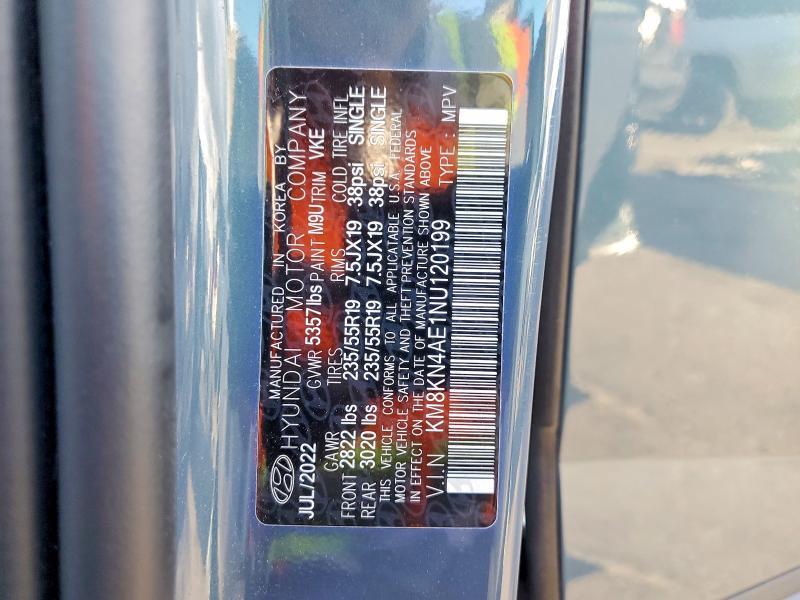 MANUFACTURED IN KOREA BY
HYUNDAI MOTOR COMPANY
JUL/2022 GVWR 5357lbs PAINT M9U TRIM VKE
GAWR TIRES RIMS COLD TIRE INFL
FRONT 2822 lbs 235/55R19 7.5JX19 38psi SINGLE
REAR 3020 lbs 235/55R19 7.5JX19 38psi SINGLE
THIS VEHICLE CONFORMS TO ALL APPLICATABLE U.S.A. FEDERAL
MOTOR VEHICLE SAFETY AND THEFT PREVENTION STANDARDS
IN EFFECT ON THE DATE OF MANUFACTURE SHOWN ABOVE
V.I.N KM8KN4AE1NU120199 TYPE : MPV